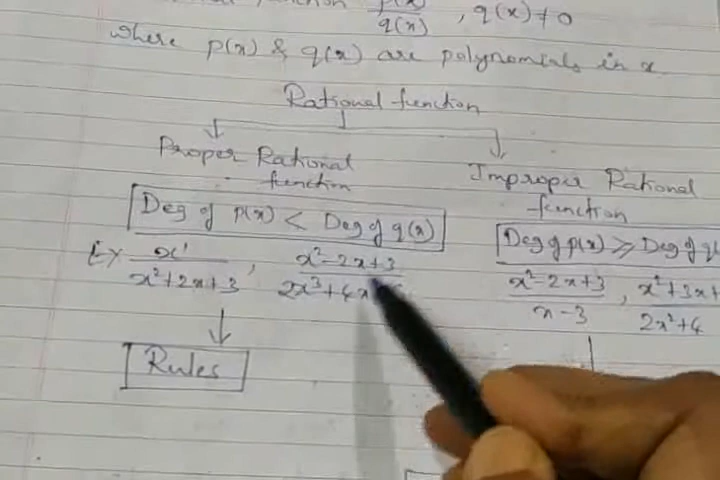 function p(x)/q(x), q(x) ≠ 0
where p(x) & q(x) are polynomials in x
Rational function
Proper Rational function
Improper Rational function
Deg of p(x) < Deg of q(x)
Deg of p(x) ≥ Deg of
Ex x¹/x²+2x+3, x²-2x+3/2x³+4x
x²-2x+3/x-3, x²+3x+/2x²+4
Rules